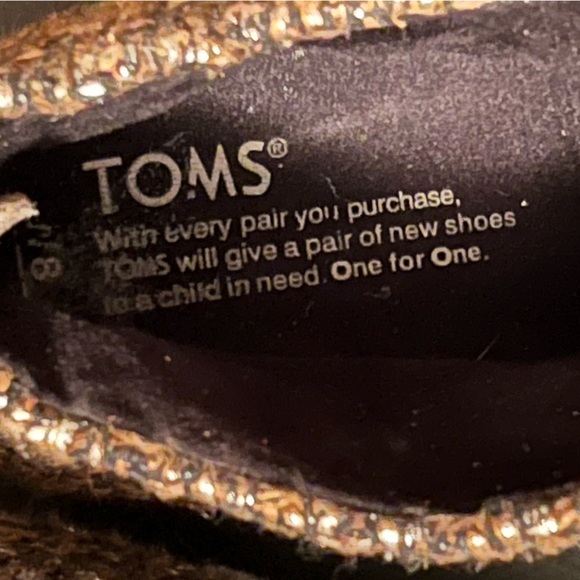 TOMS®
With every pair you purchase,
TOMS will give a pair of new shoes
to a child in need. One for One.